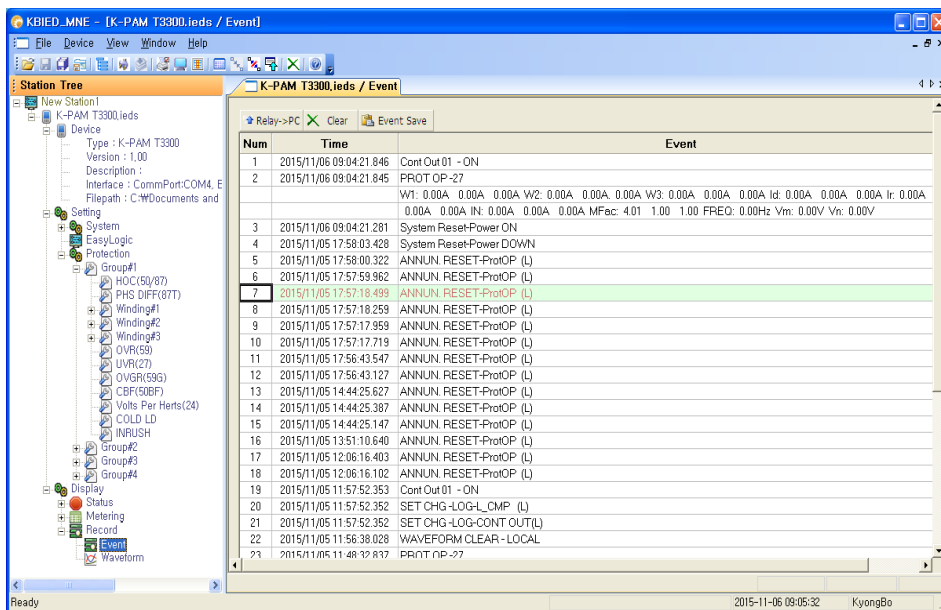 KBIED_MNE - [K-PAM T3300.ieds / Event]
File Device View Window Help
Station Tree
New Station1
K-PAM T3300.ieds
Device
Type : K-PAM T3300
Version : 1.00
Description :
Interface : CommPort:COM4, E
Filepath : C:₩Documents and
Setting
System
EasyLogic
Protection
Group#1
HOC(50/87)
PHS DIFF(87T)
Winding#1
Winding#2
Winding#3
OVR(59)
UVR(27)
OVGR(59G)
CBF(50BF)
Volts Per Herts(24)
COLD LD
INRUSH
Group#2
Group#3
Group#4
Display
Status
Metering
Record
Event
Waveform
K-PAM T3300.ieds / Event
Relay->PC Clear Event Save
Num Time Event
1 2015/11/06 09:04:21.846 Cont Out 01 - ON
2 2015/11/06 09:04:21.845 PROT OP -27
W1: 0.00A 0.00A 0.00A W2: 0.00A. 0.00A W3: 0.00A 0.00A 0.00A Id: 0.00A 0.00A 0.00A Ir: 0.00A
0.00A 0.00A IN: 0.00A 0.00A 0.00A MFac: 4.01 1.00 1.00 FREQ: 0.00Hz Vm: 0.00V Vn: 0.00V
3 2015/11/06 09:04:21.281 System Reset-Power ON
4 2015/11/05 17:58:03.428 System Reset-Power DOWN
5 2015/11/05 17:58:00.322 ANNUN. RESET-ProtOP (L)
6 2015/11/05 17:57:59.962 ANNUN. RESET-ProtOP (L)
7 2015/11/05 17:57:18.499 ANNUN. RESET-ProtOP (L)
8 2015/11/05 17:57:18.259 ANNUN. RESET-ProtOP (L)
9 2015/11/05 17:57:17.959 ANNUN. RESET-ProtOP (L)
10 2015/11/05 17:57:17.719 ANNUN. RESET-ProtOP (L)
11 2015/11/05 17:56:43.547 ANNUN. RESET-ProtOP (L)
12 2015/11/05 17:56:43.127 ANNUN. RESET-ProtOP (L)
13 2015/11/05 14:44:25.627 ANNUN. RESET-ProtOP (L)
14 2015/11/05 14:44:25.387 ANNUN. RESET-ProtOP (L)
15 2015/11/05 14:44:25.147 ANNUN. RESET-ProtOP (L)
16 2015/11/05 13:51:10.640 ANNUN. RESET-ProtOP (L)
17 2015/11/05 12:06:16.403 ANNUN. RESET-ProtOP (L)
18 2015/11/05 12:06:16.102 ANNUN. RESET-ProtOP (L)
19 2015/11/05 11:57:52.353 Cont Out 01 - ON
20 2015/11/05 11:57:52.352 SET CHG -LOG-L_CMP (L)
21 2015/11/05 11:57:52.352 SET CHG -LOG-CONT OUT(L)
22 2015/11/05 11:56:38.028 WAVEFORM CLEAR - LOCAL
23 2015/11/05 11:48:32.837 PROT OP -27
Ready 2015-11-06 09:05:32 KyongBo